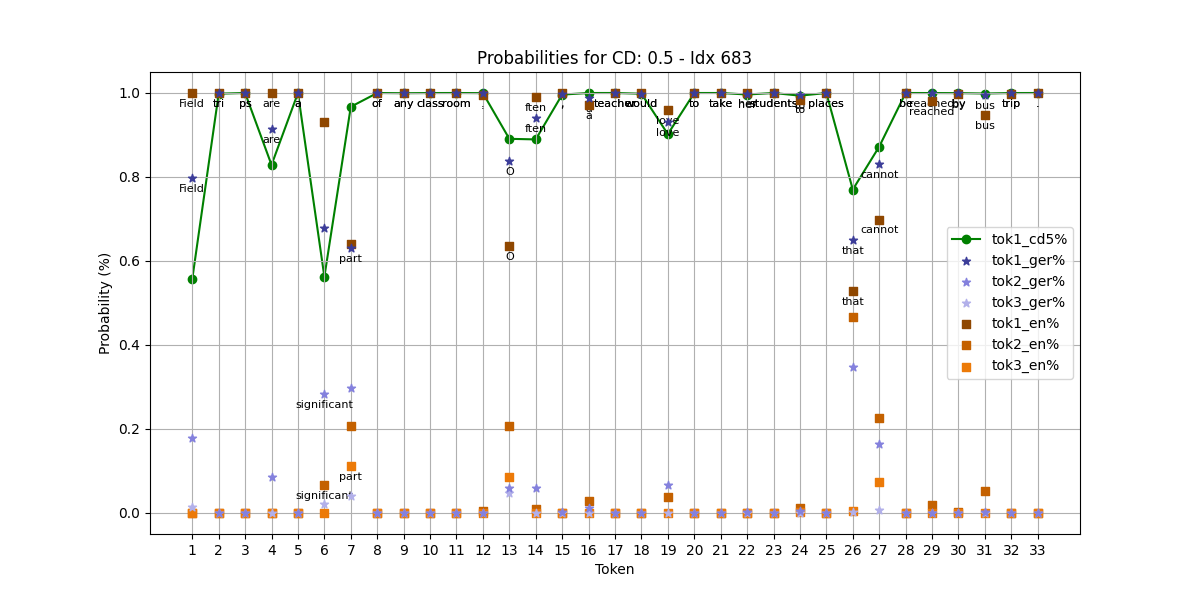 Probabilities for CD: 0.5 - Idx 683
Probability (%)
1.0
0.8
0.6
0.4
0.2
0.0
Field tri ps are a of any class room . ften , a teacher would love to take her students to places be reached by bus trip
Field are part O ften a love reached bus
that cannot
O that cannot
significant
part
significant
tok1_cd5%
tok1_ger%
tok2_ger%
tok3_ger%
tok1_en%
tok2_en%
tok3_en%
1 2 3 4 5 6 7 8 9 10 11 12 13 14 15 16 17 18 19 20 21 22 23 24 25 26 27 28 29 30 31 32 33
Token